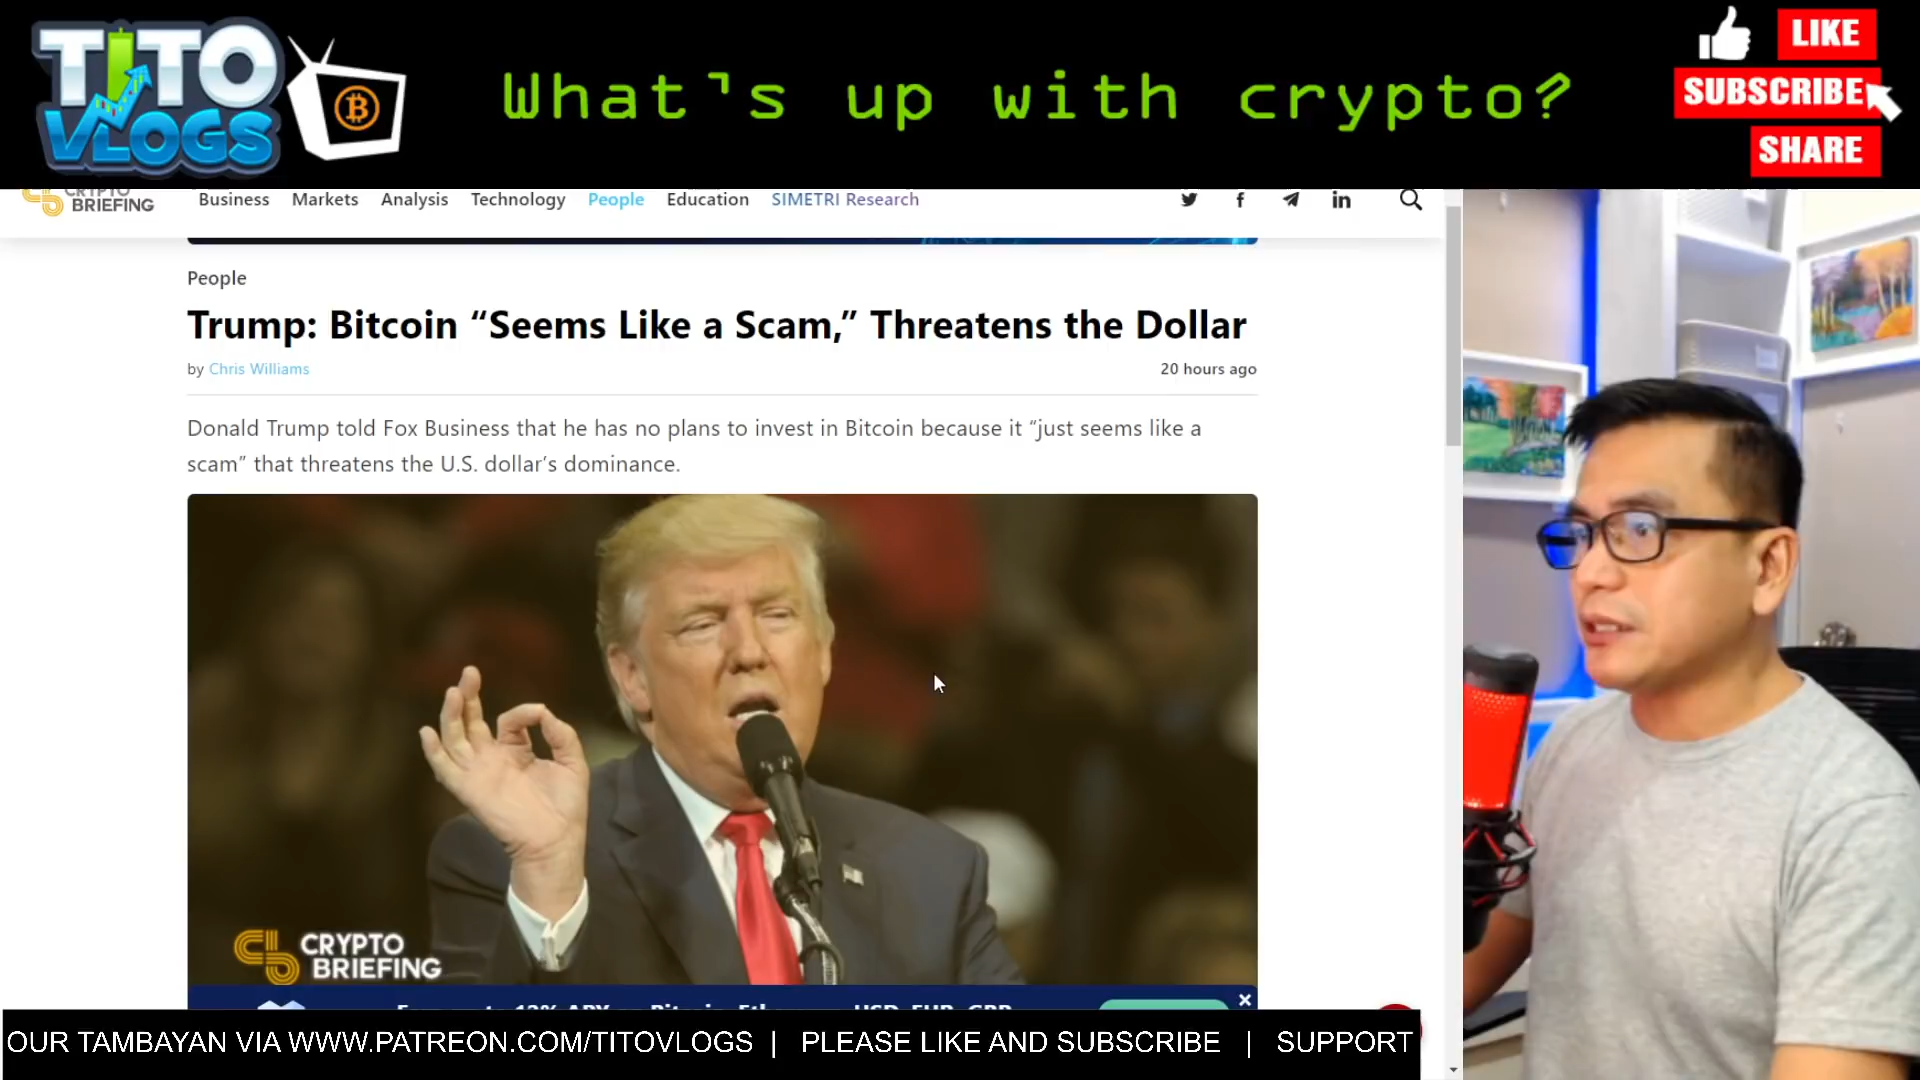 TITO
VLOGS
What's up with crypto?
LIKE
SUBSCRIBE
SHARE
CRYPTO
BRIEFING
Business Markets Analysis Technology People Education SIMETRI Research
People
Trump: Bitcoin “Seems Like a Scam,” Threatens the Dollar
by Chris Williams
20 hours ago
Donald Trump told Fox Business that he has no plans to invest in Bitcoin because it “just seems like a
scam” that threatens the U.S. dollar’s dominance.
CRYPTO
BRIEFING
OUR TAMBAYAN VIA WWW.PATREON.COM/TITOVLOGS | PLEASE LIKE AND SUBSCRIBE | SUPPORT